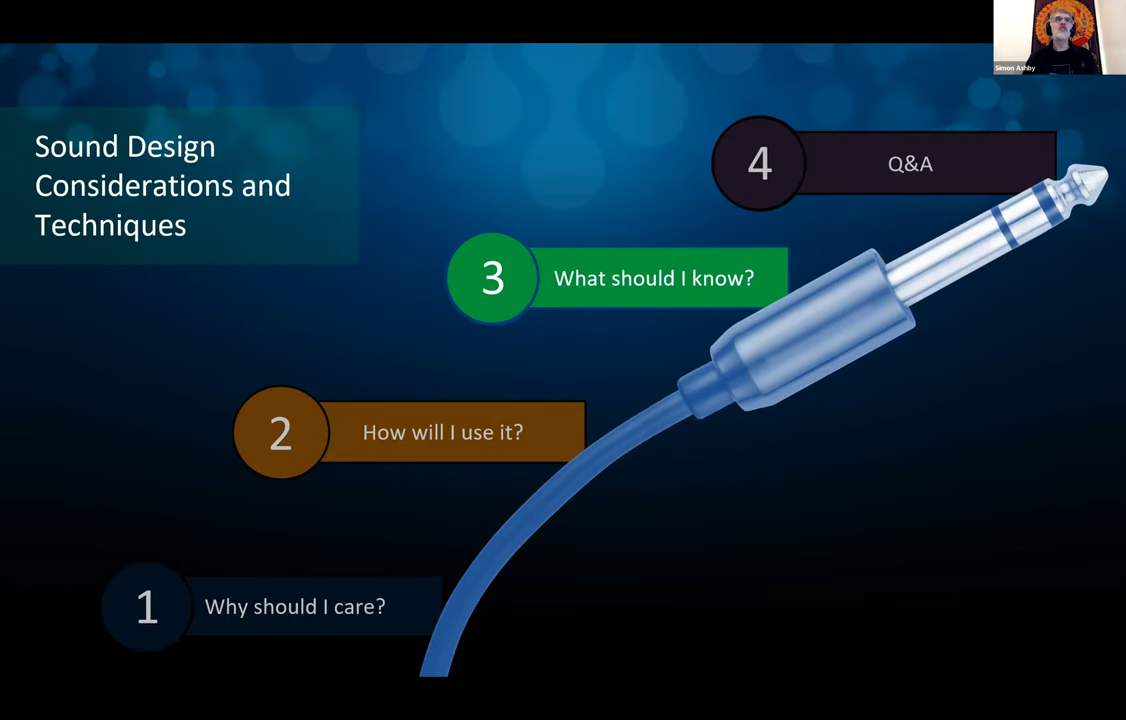 Simon Ashby
Sound Design
Considerations and
Techniques
4
Q&A
3
What should I know?
2
How will I use it?
1
Why should I care?